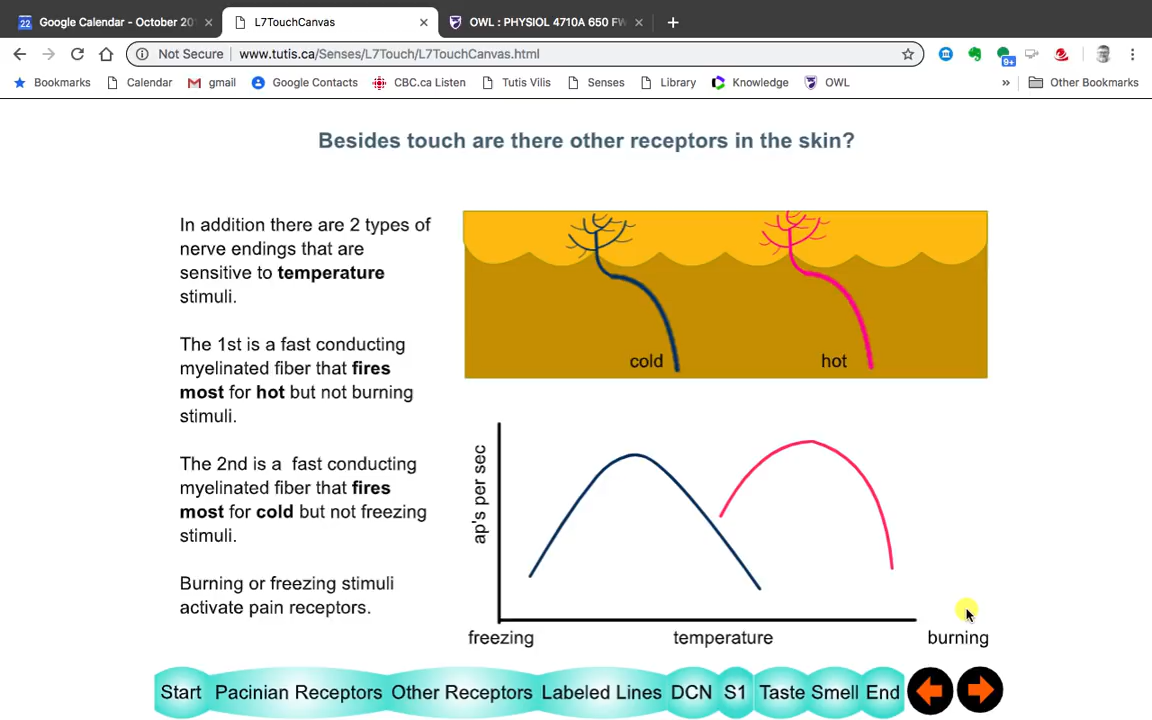 Google Calendar - October 20
L7TouchCanvas
OWL : PHYSIOL 4710A 650 FW
Not Secure
www.tutis.ca/Senses/L7Touch/L7TouchCanvas.html
9+
Bookmarks
Calendar
gmail
Google Contacts
CBC.ca Listen
Tutis Vilis
Senses
Library
Knowledge
OWL
»
Other Bookmarks
Besides touch are there other receptors in the skin?
In addition there are 2 types of
nerve endings that are
sensitive to temperature
stimuli.
The 1st is a fast conducting
myelinated fiber that fires
most for hot but not burning
stimuli.
The 2nd is a fast conducting
myelinated fiber that fires
most for cold but not freezing
stimuli.
Burning or freezing stimuli
activate pain receptors.
cold
hot
ap's per sec
freezing
temperature
burning
Start
Pacinian Receptors
Other Receptors
Labeled Lines
DCN
S1
Taste
Smell
End